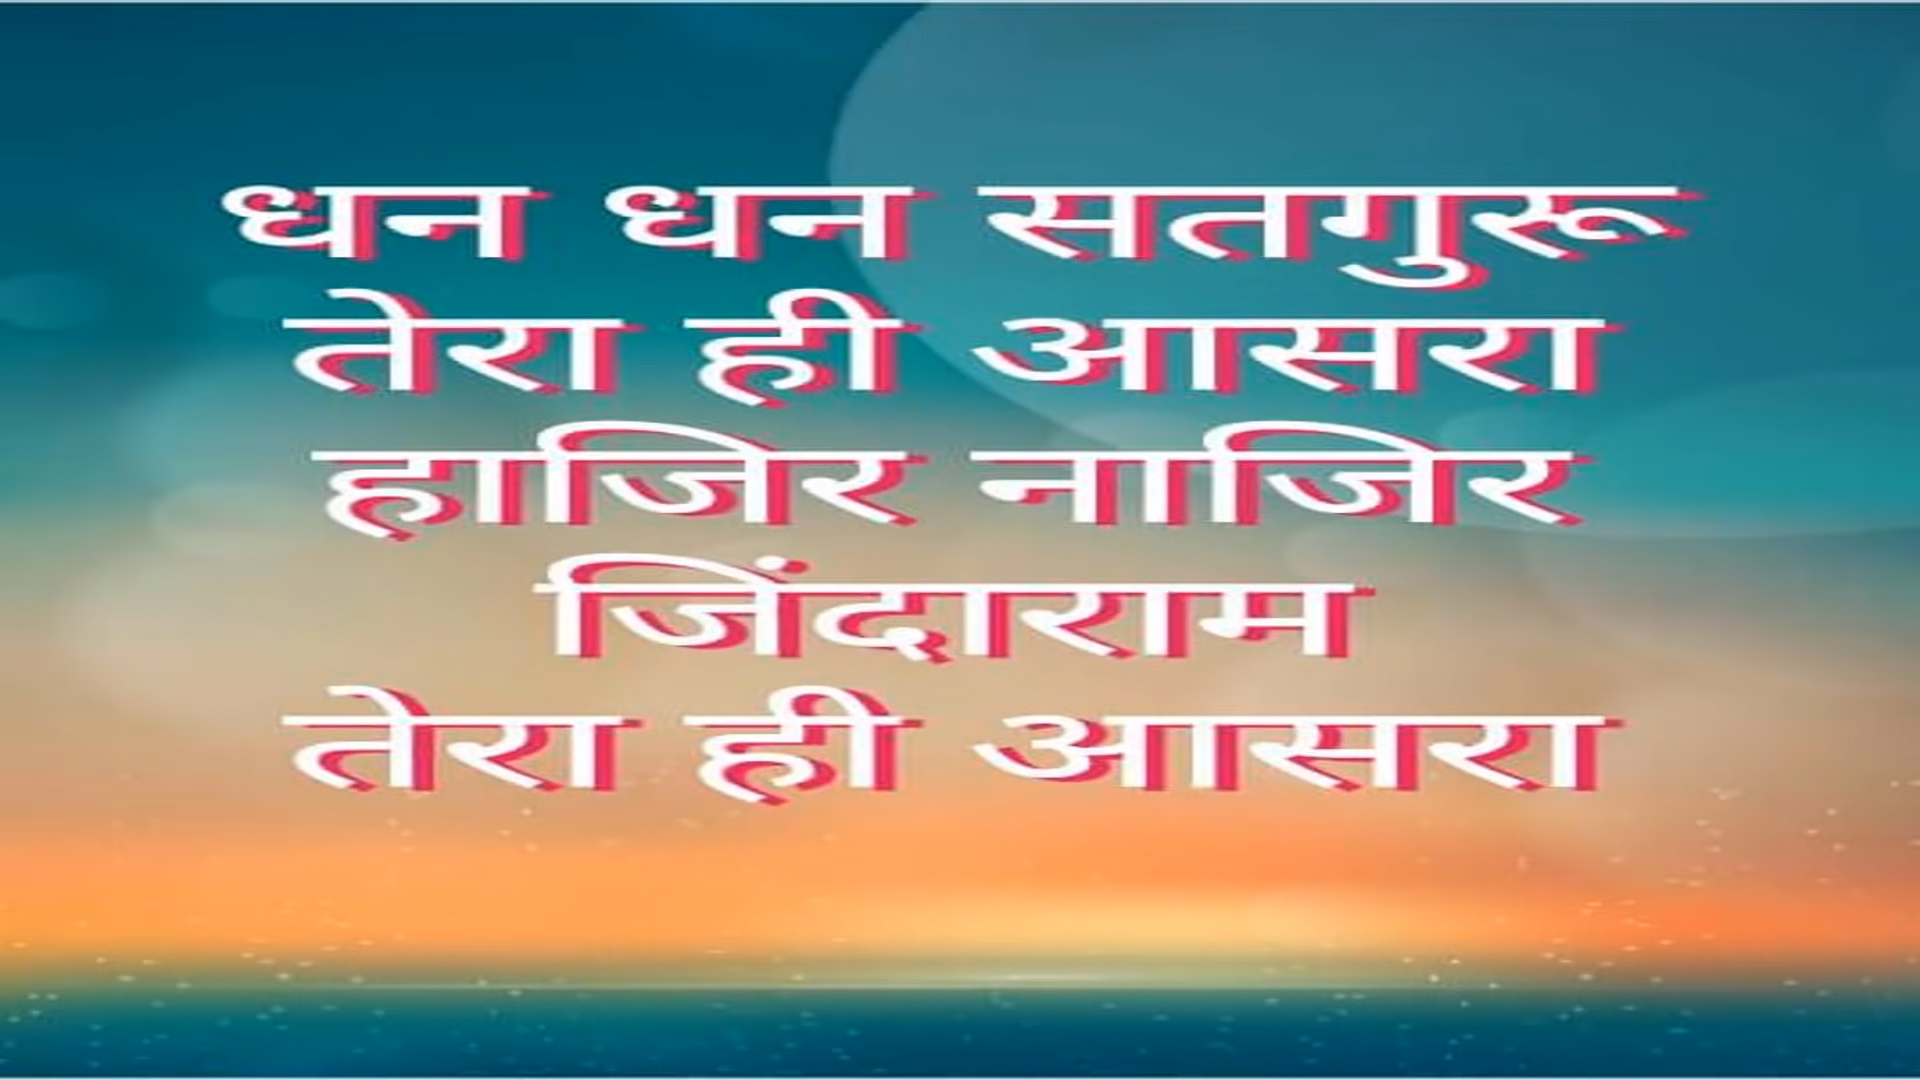 धन धन सतगुरू
तेरा ही आसरा
हाजिर नाजिर
जिंदाराम
तेरा ही आसरा